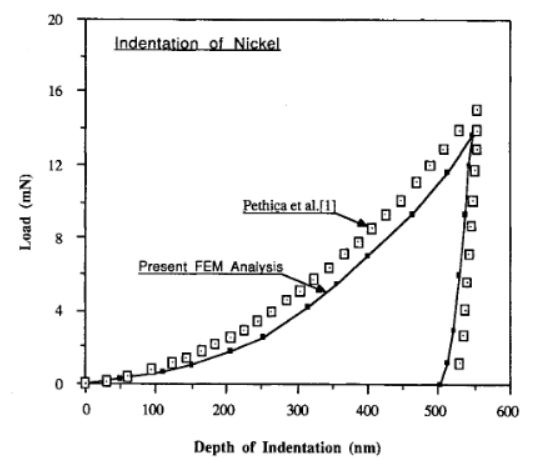 Indentation of Nickel
20
16
12
8
4
0
Load (mN)
Pethica et al.[1]
Present FEM Analysis
0 100 200 300 400 500 600
Depth of Indentation (nm)